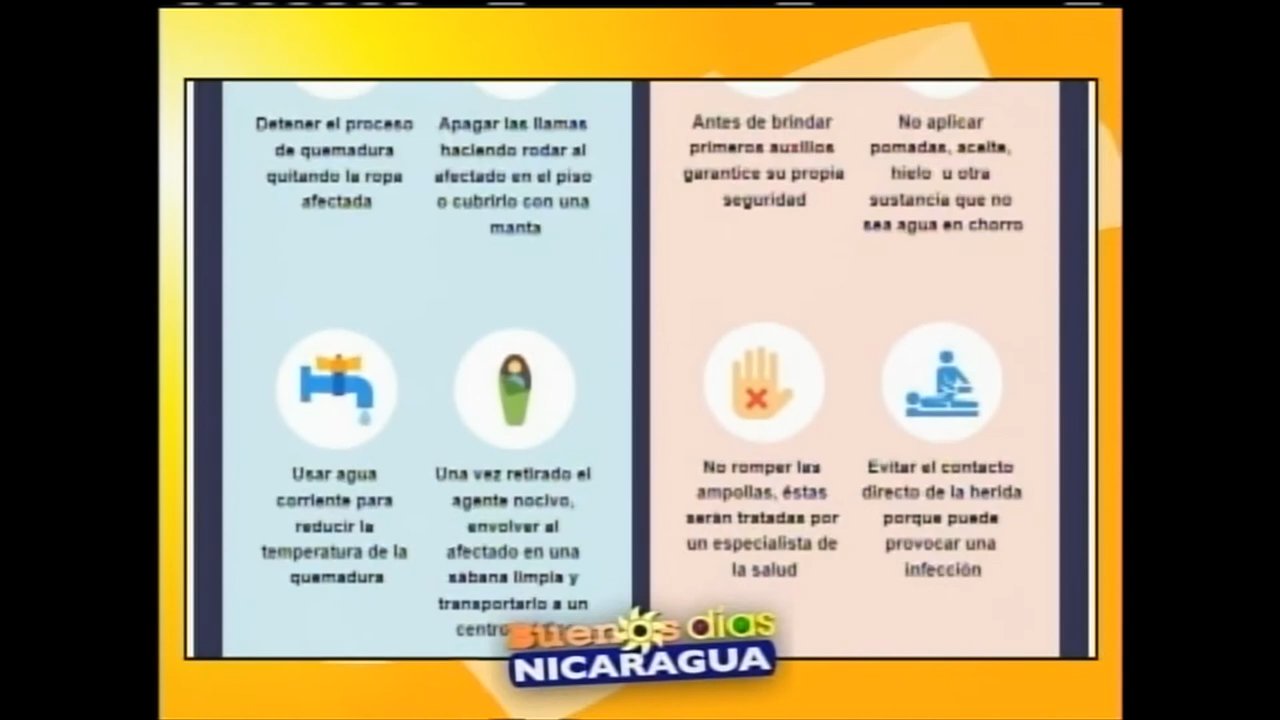 Detener el proceso
de quemadura
quitando la ropa
afectada
Apagar las llamas
haciendo rodar al
afectado en el piso
o cubrirlo con una
manta
Antes de brindar
primeros auxilios
garantice su propia
seguridad
No aplicar
pomadas, aceite,
hielo u otra
sustancia que no
sea agua en chorro
Usar agua
corriente para
reducir la
temperatura de la
quemadura
Una vez retirado el
agente nocivo,
envolver al
afectado en una
sábana limpia y
transportarlo a un
centro
No romper las
ampollas, éstas
serán tratadas por
un especialista de
la salud
Evitar el contacto
directo de la herida
porque puede
provocar una
infección
Buenos días
NICARAGUA